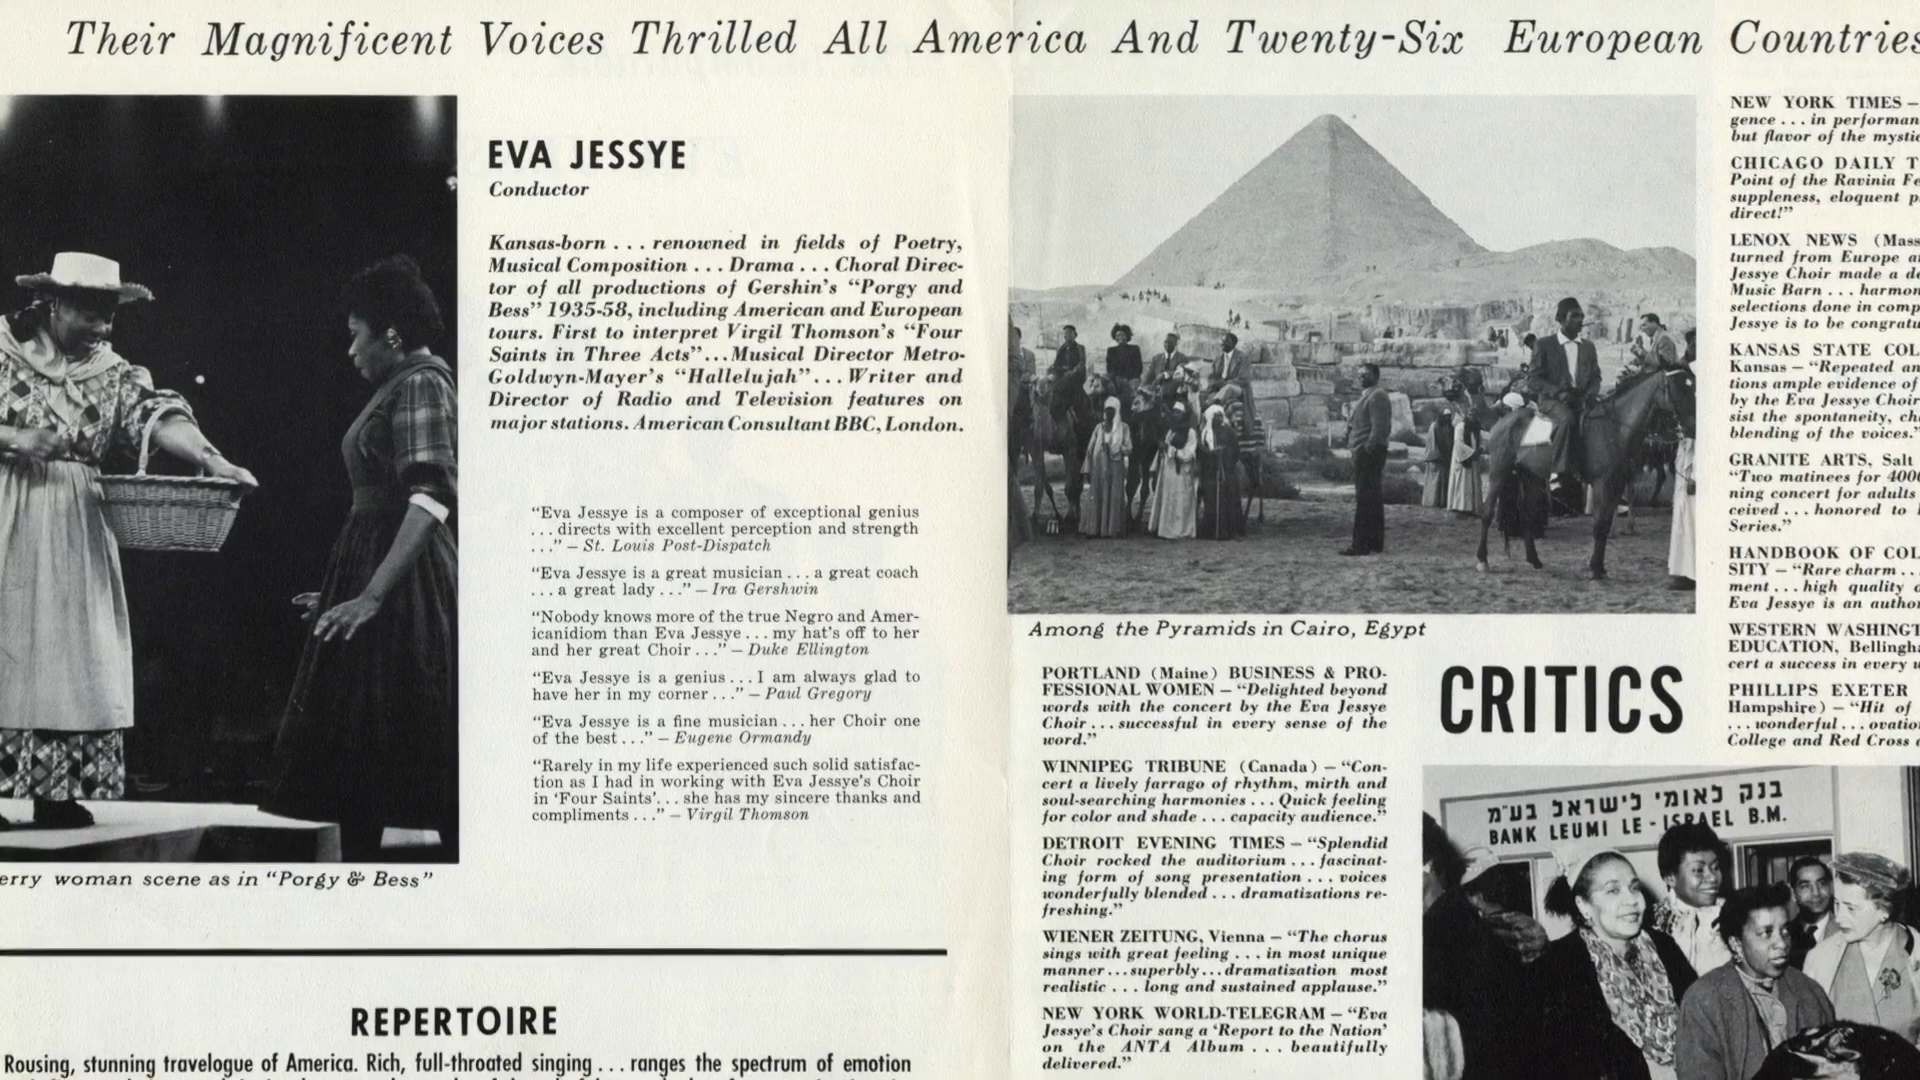 Their Magnificent Voices Thrilled All America And Twenty-Six European Countries
EVA JESSYE
Conductor
Kansas-born . . . renowned in fields of Poetry,
Musical Composition . . . Drama . . . Choral Direc-
tor of all productions of Gershin's "Porgy and
Bess" 1935-58, including American and European
tours. First to interpret Virgil Thomson's "Four
Saints in Three Acts"...Musical Director Metro-
Goldwyn-Mayer's "Hallelujah"... Writer and
Director of Radio and Television features on
major stations. American Consultant BBC, London.
"Eva Jessye is a composer of exceptional genius
. . . directs with excellent perception and strength
. . ." — St. Louis Post-Dispatch
"Eva Jessye is a great musician . . . a great coach
. . . a great lady . . ." — Ira Gershwin
"Nobody knows more of the true Negro and Amer-
icanidiom than Eva Jessye . . . my hat's off to her
and her great Choir . . ." — Duke Ellington
"Eva Jessye is a genius . . . I am always glad to
have her in my corner . . ." — Paul Gregory
"Eva Jessye is a fine musician . . . her Choir one
of the best . . ." — Eugene Ormandy
"Rarely in my life experienced such solid satisfac-
tion as I had in working with Eva Jessye's Choir
in 'Four Saints'. . . she has my sincere thanks and
compliments . . ." — Virgil Thomson
erry woman scene as in "Porgy & Bess"
REPERTOIRE
Rousing, stunning travelogue of America. Rich, full-throated singing . . . ranges the spectrum of emotion
Among the Pyramids in Cairo, Egypt
PORTLAND (Maine) BUSINESS & PRO-
FESSIONAL WOMEN — "Delighted beyond
words with the concert by the Eva Jessye
Choir . . . successful in every sense of the
word."
WINNIPEG TRIBUNE (Canada) — "Con-
cert a lively farrago of rhythm, mirth and
soul-searching harmonies . . . Quick feeling
for color and shade . . . capacity audience."
DETROIT EVENING TIMES — "Splendid
Choir rocked the auditorium . . . fascinat-
ing form of song presentation . . . voices
wonderfully blended . . . dramatizations re-
freshing."
WIENER ZEITUNG, Vienna — "The chorus
sings with great feeling . . . in most unique
manner...superbly...dramatization most
realistic . . . long and sustained applause."
NEW YORK WORLD-TELEGRAM — "Eva
Jessye's Choir sang a 'Report to the Nation'
on the ANTA Album . . . beautifully
delivered."
CRITICS
בנק לאומי לישראל בע״מ
BANK LEUMI LE-ISRAEL B.M.
NEW YORK TIMES —
gence . . . in performan
but flavor of the mystic
CHICAGO DAILY T
Point of the Ravinia Fe
suppleness, eloquent p
direct!"
LENOX NEWS (Mass
turned from Europe a
Jessye Choir made a de
Music Barn . . . harmon
selections done in comp
Jessye is to be congratu
KANSAS STATE COL
Kansas — "Repeated an
tions ample evidence of
by the Eva Jessye Choir
sist the spontaneity, ch
blending of the voices."
GRANITE ARTS, Salt
"Two matinees for 400
ning concert for adults
ceived . . . honored to
Series."
HANDBOOK OF COL
SITY — "Rare charm . .
ment . . . high quality
Eva Jessye is an author
WESTERN WASHINGT
EDUCATION, Bellingh
cert a success in every
PHILLIPS EXETER
Hampshire) — "Hit of
. . . wonderful . . . ovation
College and Red Cross